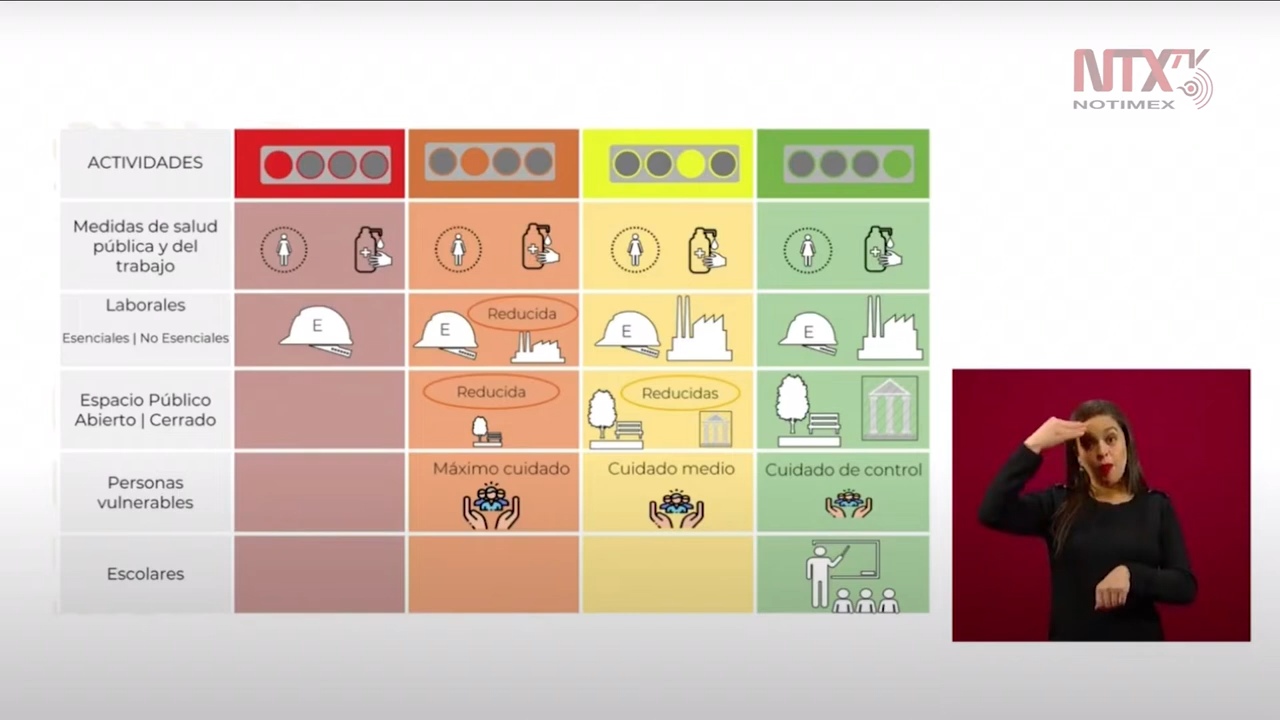 NTX
NOTIMEX
ACTIVIDADES
Medidas de salud
pública y del
trabajo
Laborales
Esenciales | No Esenciales
E
E
Reducida
E
E
Espacio Público
Abierto | Cerrado
Reducida
Reducidas
Personas
vulnerables
Máximo cuidado
Cuidado medio
Cuidado de control
Escolares